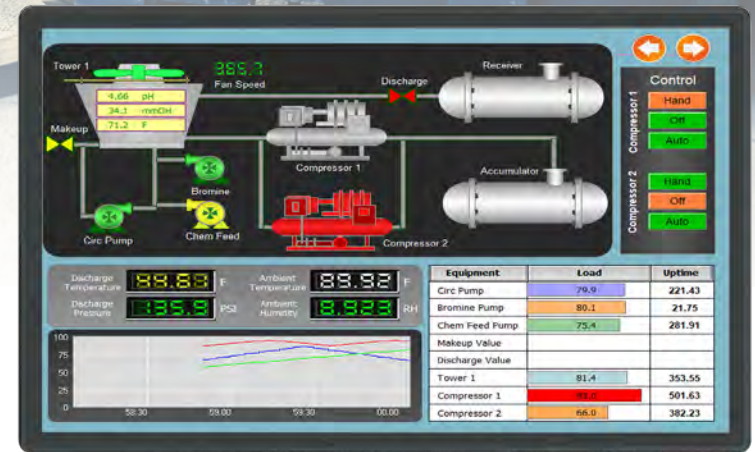 Tower 1
Fan Speed
Discharge
Receiver
Control
4.66 pH
34.1 mmOH
71.2 F
Makeup
Compressor 1
Hand
Off
Auto
Compressor 1
Accumulator
Bromine
Compressor 2
Hand
Off
Auto
Circ Pump
Chem Feed
Compressor 2
Discharge Temperature
F
Ambient Temperature
89.92
F
Discharge Pressure
135.9
PSI
Ambient Humidity
8.923
RH
Equipment Load Uptime
Circ Pump 79.9 221.43
Bromine Pump 80.1 21.75
Chem Feed Pump 75.4 281.91
Makeup Value
Discharge Value
Tower 1 81.4 353.55
Compressor 1 501.63
Compressor 2 66.0 382.23
100
75
50
25
0
58:30 59:00 59:30 00:00